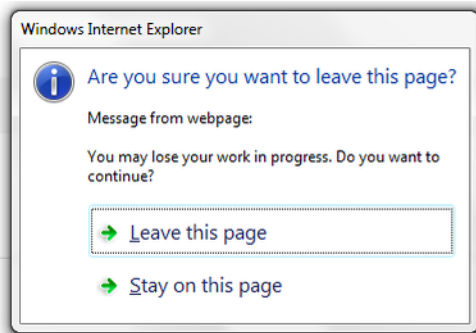 Windows Internet Explorer
Are you sure you want to leave this page?
Message from webpage:
You may lose your work in progress. Do you want to
continue?
Leave this page
Stay on this page